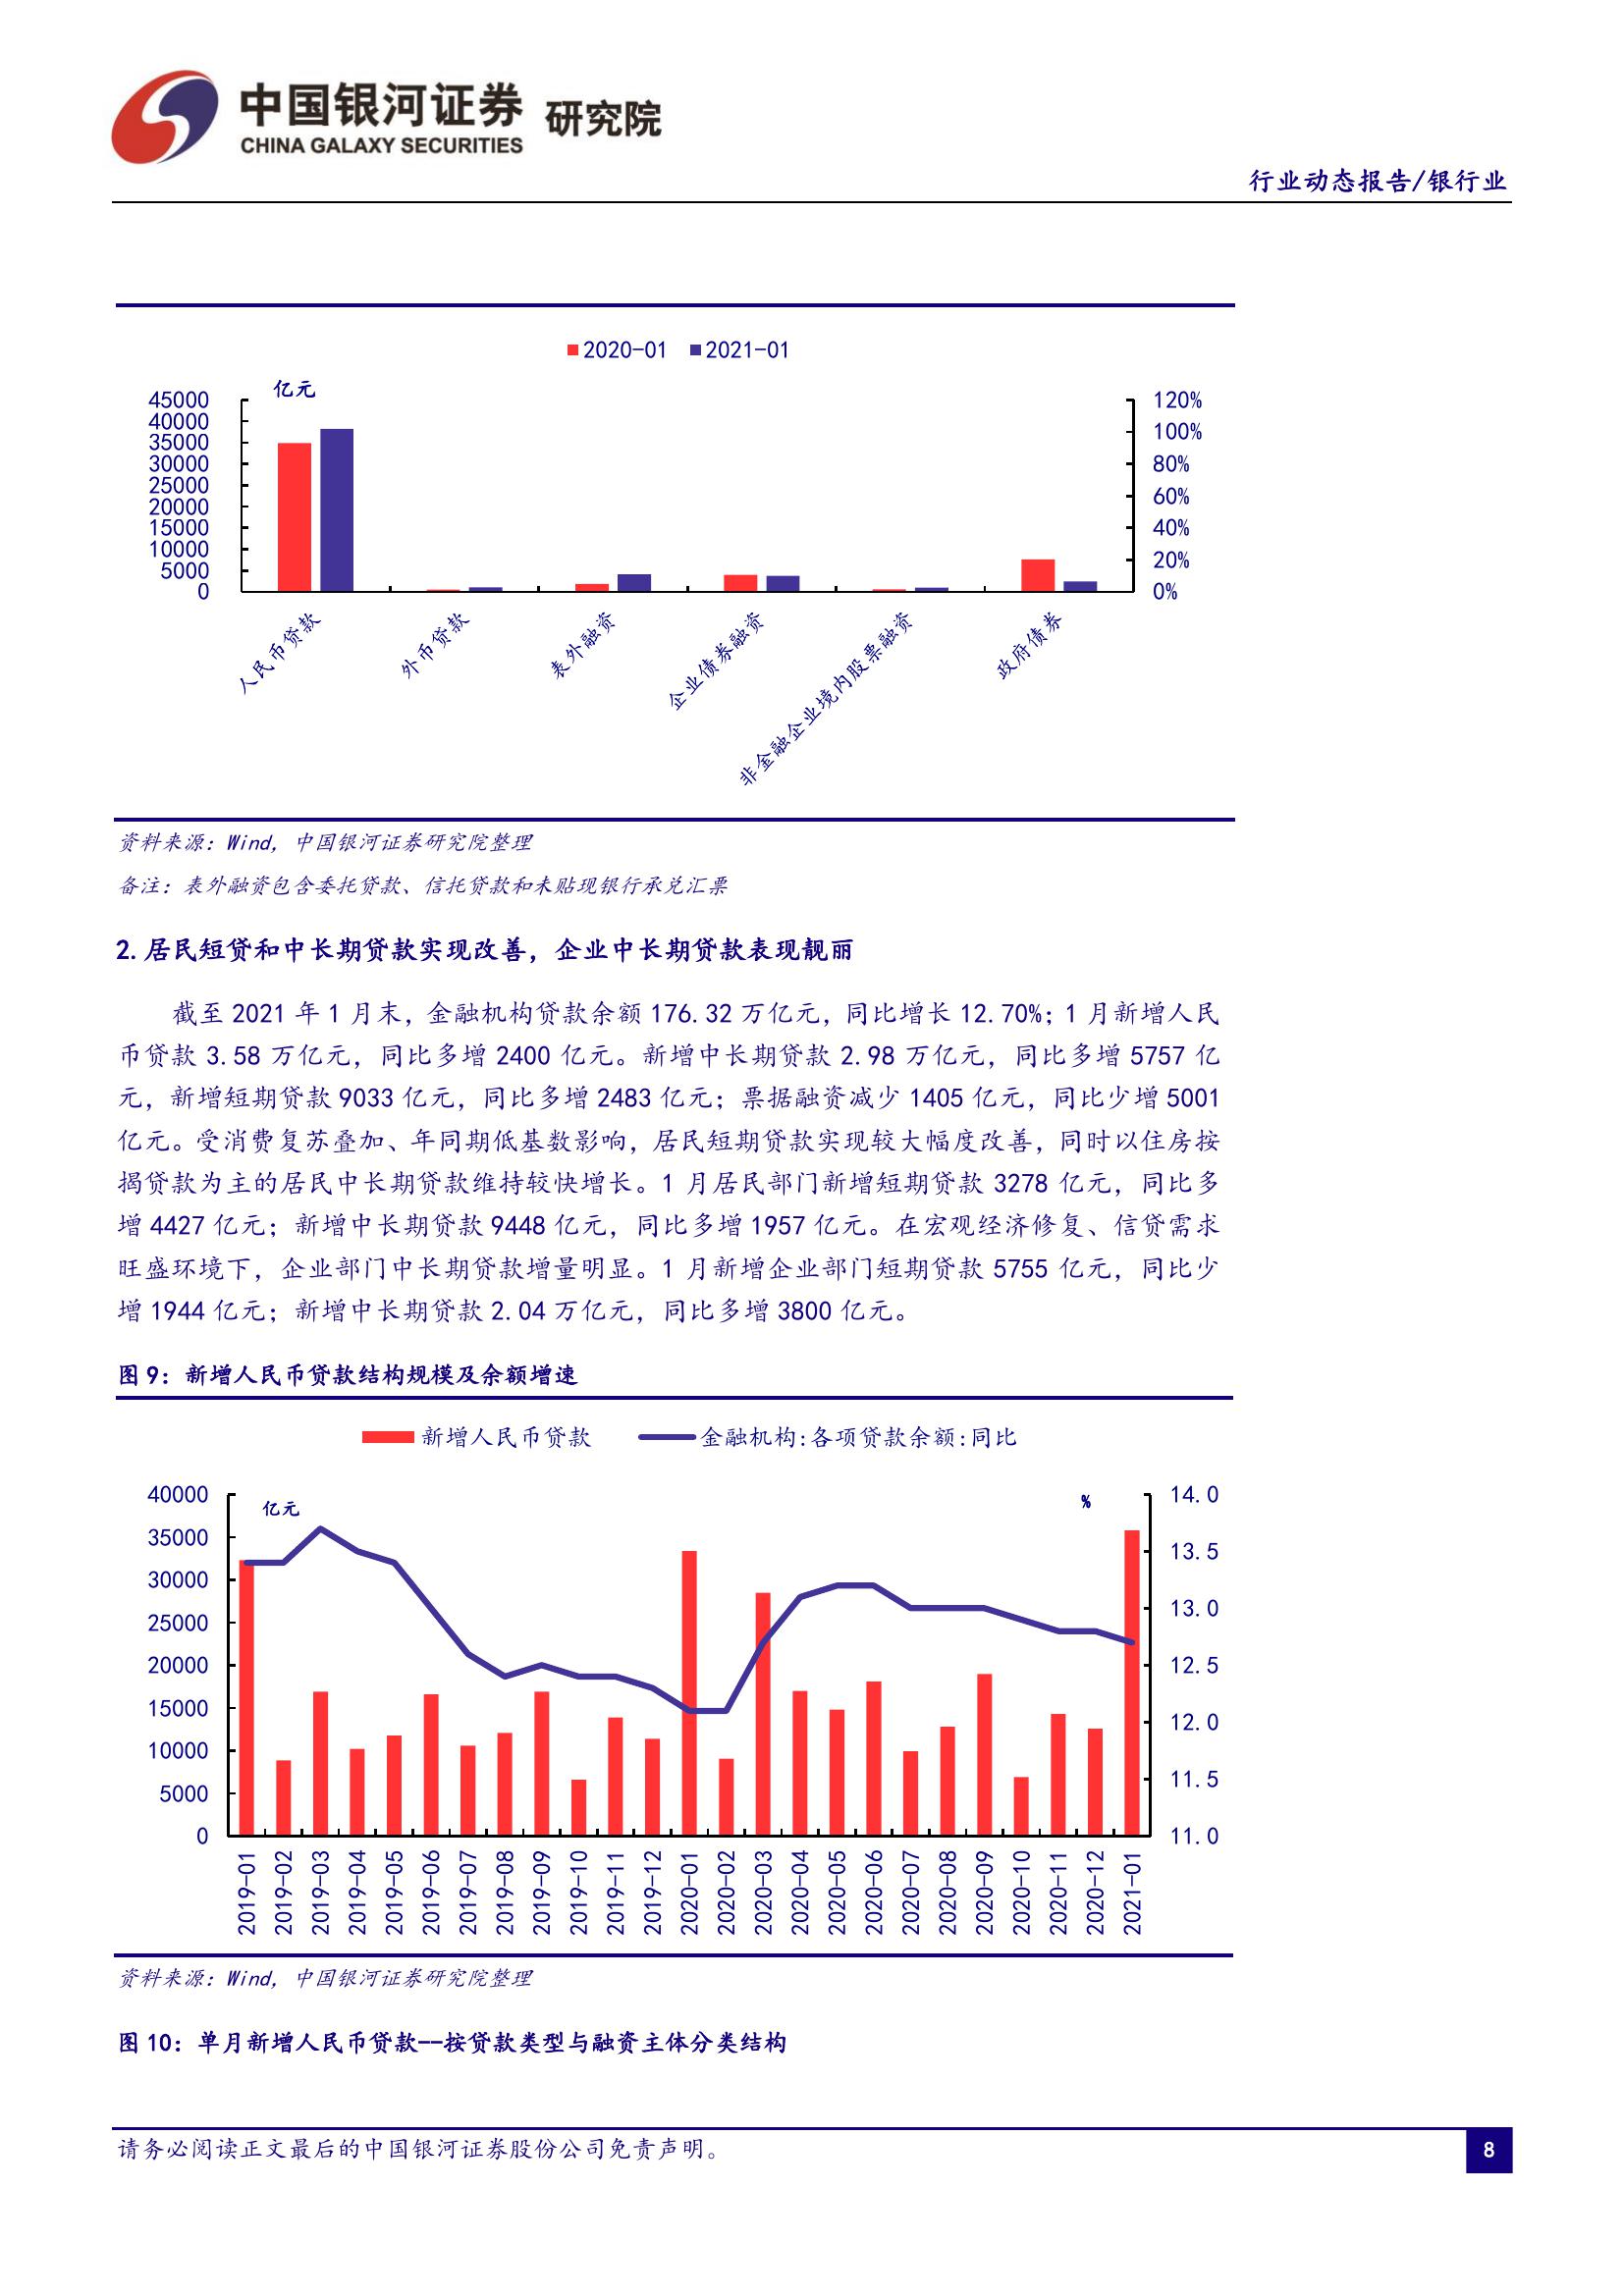 中国银河证券 研究院
CHINA GALAXY SECURITIES
行业动态报告/银行业
2020-01 2021-01
亿元
45000
40000
35000
30000
25000
20000
15000
10000
5000
0
120%
100%
80%
60%
40%
20%
0%
人民币贷款
外币贷款
表外融资
企业债券融资
非金融企业境内股票融资
政府债券
资料来源：Wind，中国银河证券研究院整理
备注：表外融资包含委托贷款、信托贷款和未贴现银行承兑汇票
2.居民短贷和中长期贷款实现改善，企业中长期贷款表现靓丽
截至 2021 年 1 月末，金融机构贷款余额 176.32 万亿元，同比增长 12.70%；1 月新增人民
币贷款 3.58 万亿元，同比多增 2400 亿元。新增中长期贷款 2.98 万亿元，同比多增 5757 亿
元，新增短期贷款 9033 亿元，同比多增 2483 亿元；票据融资减少 1405 亿元，同比少增 5001
亿元。受消费复苏叠加、年同期低基数影响，居民短期贷款实现较大幅度改善，同时以住房按
揭贷款为主的居民中长期贷款维持较快增长。1 月居民部门新增短期贷款 3278 亿元，同比多
增 4427 亿元；新增中长期贷款 9448 亿元，同比多增 1957 亿元。在宏观经济修复、信贷需求
旺盛环境下，企业部门中长期贷款增量明显。1 月新增企业部门短期贷款 5755 亿元，同比少
增 1944 亿元；新增中长期贷款 2.04 万亿元，同比多增 3800 亿元。
图 9：新增人民币贷款结构规模及余额增速
新增人民币贷款 金融机构:各项贷款余额:同比
亿元
%
40000
35000
30000
25000
20000
15000
10000
5000
0
14.0
13.5
13.0
12.5
12.0
11.5
11.0
2019-01
2019-02
2019-03
2019-04
2019-05
2019-06
2019-07
2019-08
2019-09
2019-10
2019-11
2019-12
2020-01
2020-02
2020-03
2020-04
2020-05
2020-06
2020-07
2020-08
2020-09
2020-10
2020-11
2020-12
2021-01
资料来源：Wind，中国银河证券研究院整理
图 10：单月新增人民币贷款--按贷款类型与融资主体分类结构
请务必阅读正文最后的中国银河证券股份公司免责声明。
8